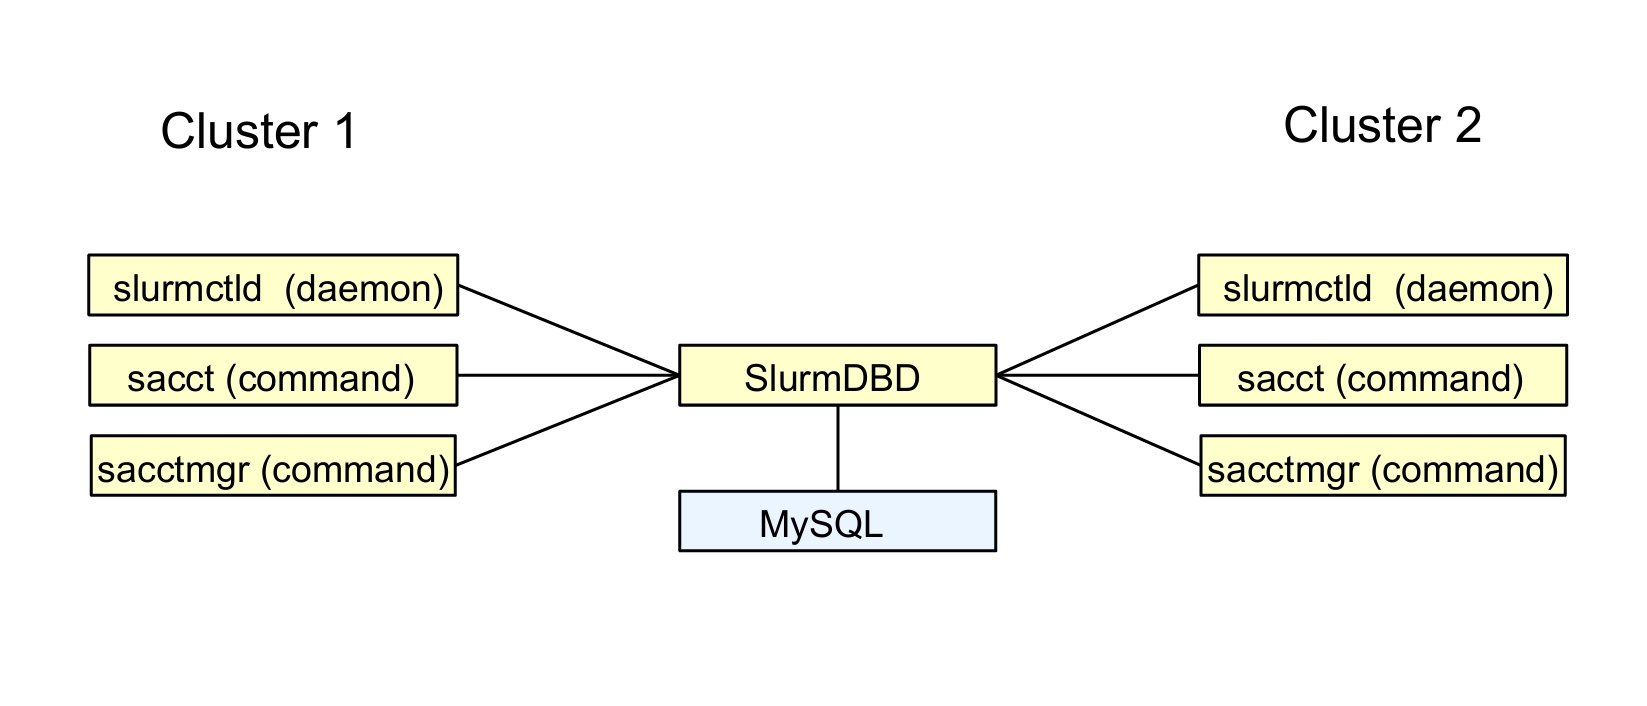 Cluster 1
Cluster 2
slurmctld  (daemon)
sacct (command)
sacctmgr (command)
SlurmDBD
MySQL
slurmctld  (daemon)
sacct (command)
sacctmgr (command)